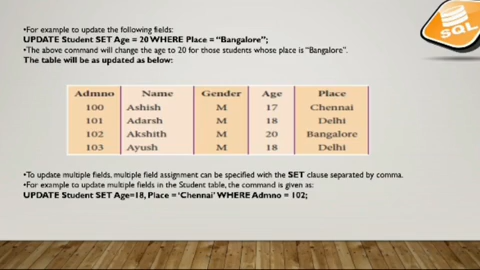 SQL
•For example to update the following fields:
UPDATE Student SET Age = 20 WHERE Place = "Bangalore";
•The above command will change the age to 20 for those students whose place is "Bangalore".
The table will be as updated as below:
Admno Name Gender Age Place
100 Ashish M 17 Chennai
101 Adarsh M 18 Delhi
102 Akshith M 20 Bangalore
103 Ayush M 18 Delhi
•To update multiple fields, multiple field assignment can be specified with the SET clause separated by comma.
•For example to update multiple fields in the Student table, the command is given as:
UPDATE Student SET Age=18, Place = 'Chennai' WHERE Admno = 102;